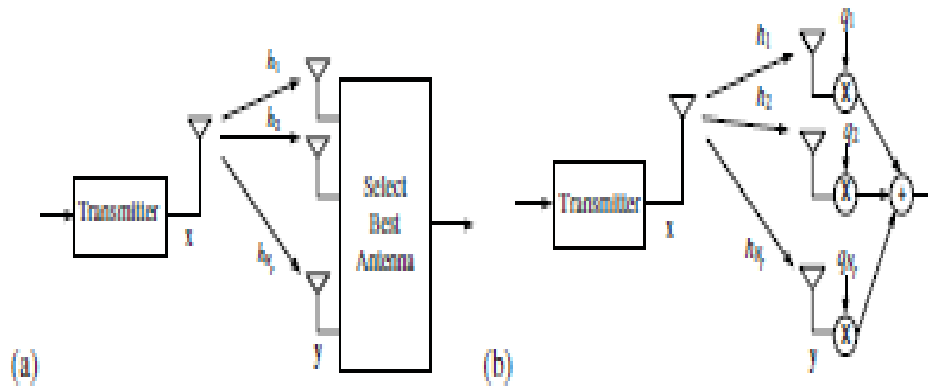 h₁
h₂
Transmitter
x
hNᵣ
y
Select
Best
Antenna
(a)
h₁
q₁
h₂
q₂
Transmitter
x
hNᵣ
qNᵣ
X
X
X
+
y
(b)